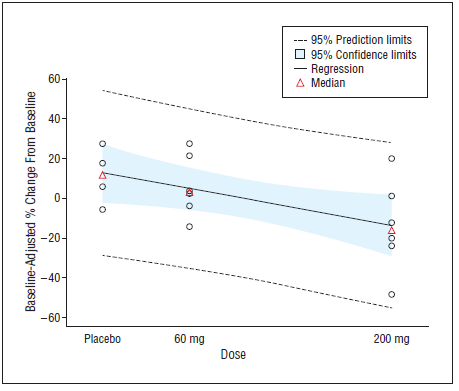 95% Prediction limits
95% Confidence limits
Regression
Median
Baseline-Adjusted % Change From Baseline
60
40
20
0
−20
−40
−60
Placebo 60 mg 200 mg
Dose